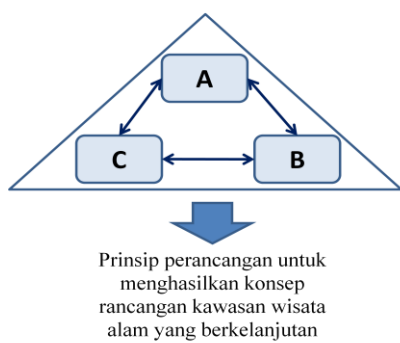 A
C
B
Prinsip perancangan untuk
menghasilkan konsep
rancangan kawasan wisata
alam yang berkelanjutan